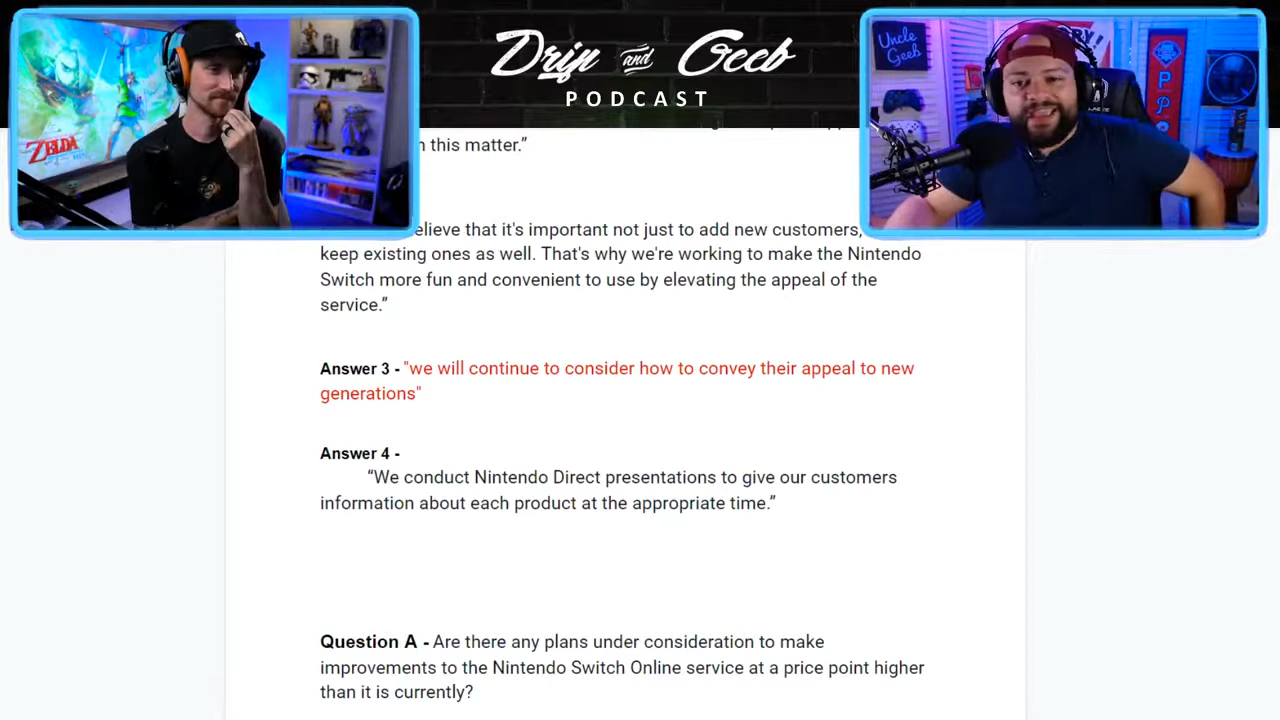 Drip and Geeb
PODCAST
Uncle
Geeb
ZELDA
this matter.”
believe that it's important not just to add new customers,
keep existing ones as well. That's why we're working to make the Nintendo
Switch more fun and convenient to use by elevating the appeal of the
service.”
Answer 3 - "we will continue to consider how to convey their appeal to new
generations"
Answer 4 -
“We conduct Nintendo Direct presentations to give our customers
information about each product at the appropriate time.”
Question A - Are there any plans under consideration to make
improvements to the Nintendo Switch Online service at a price point higher
than it is currently?